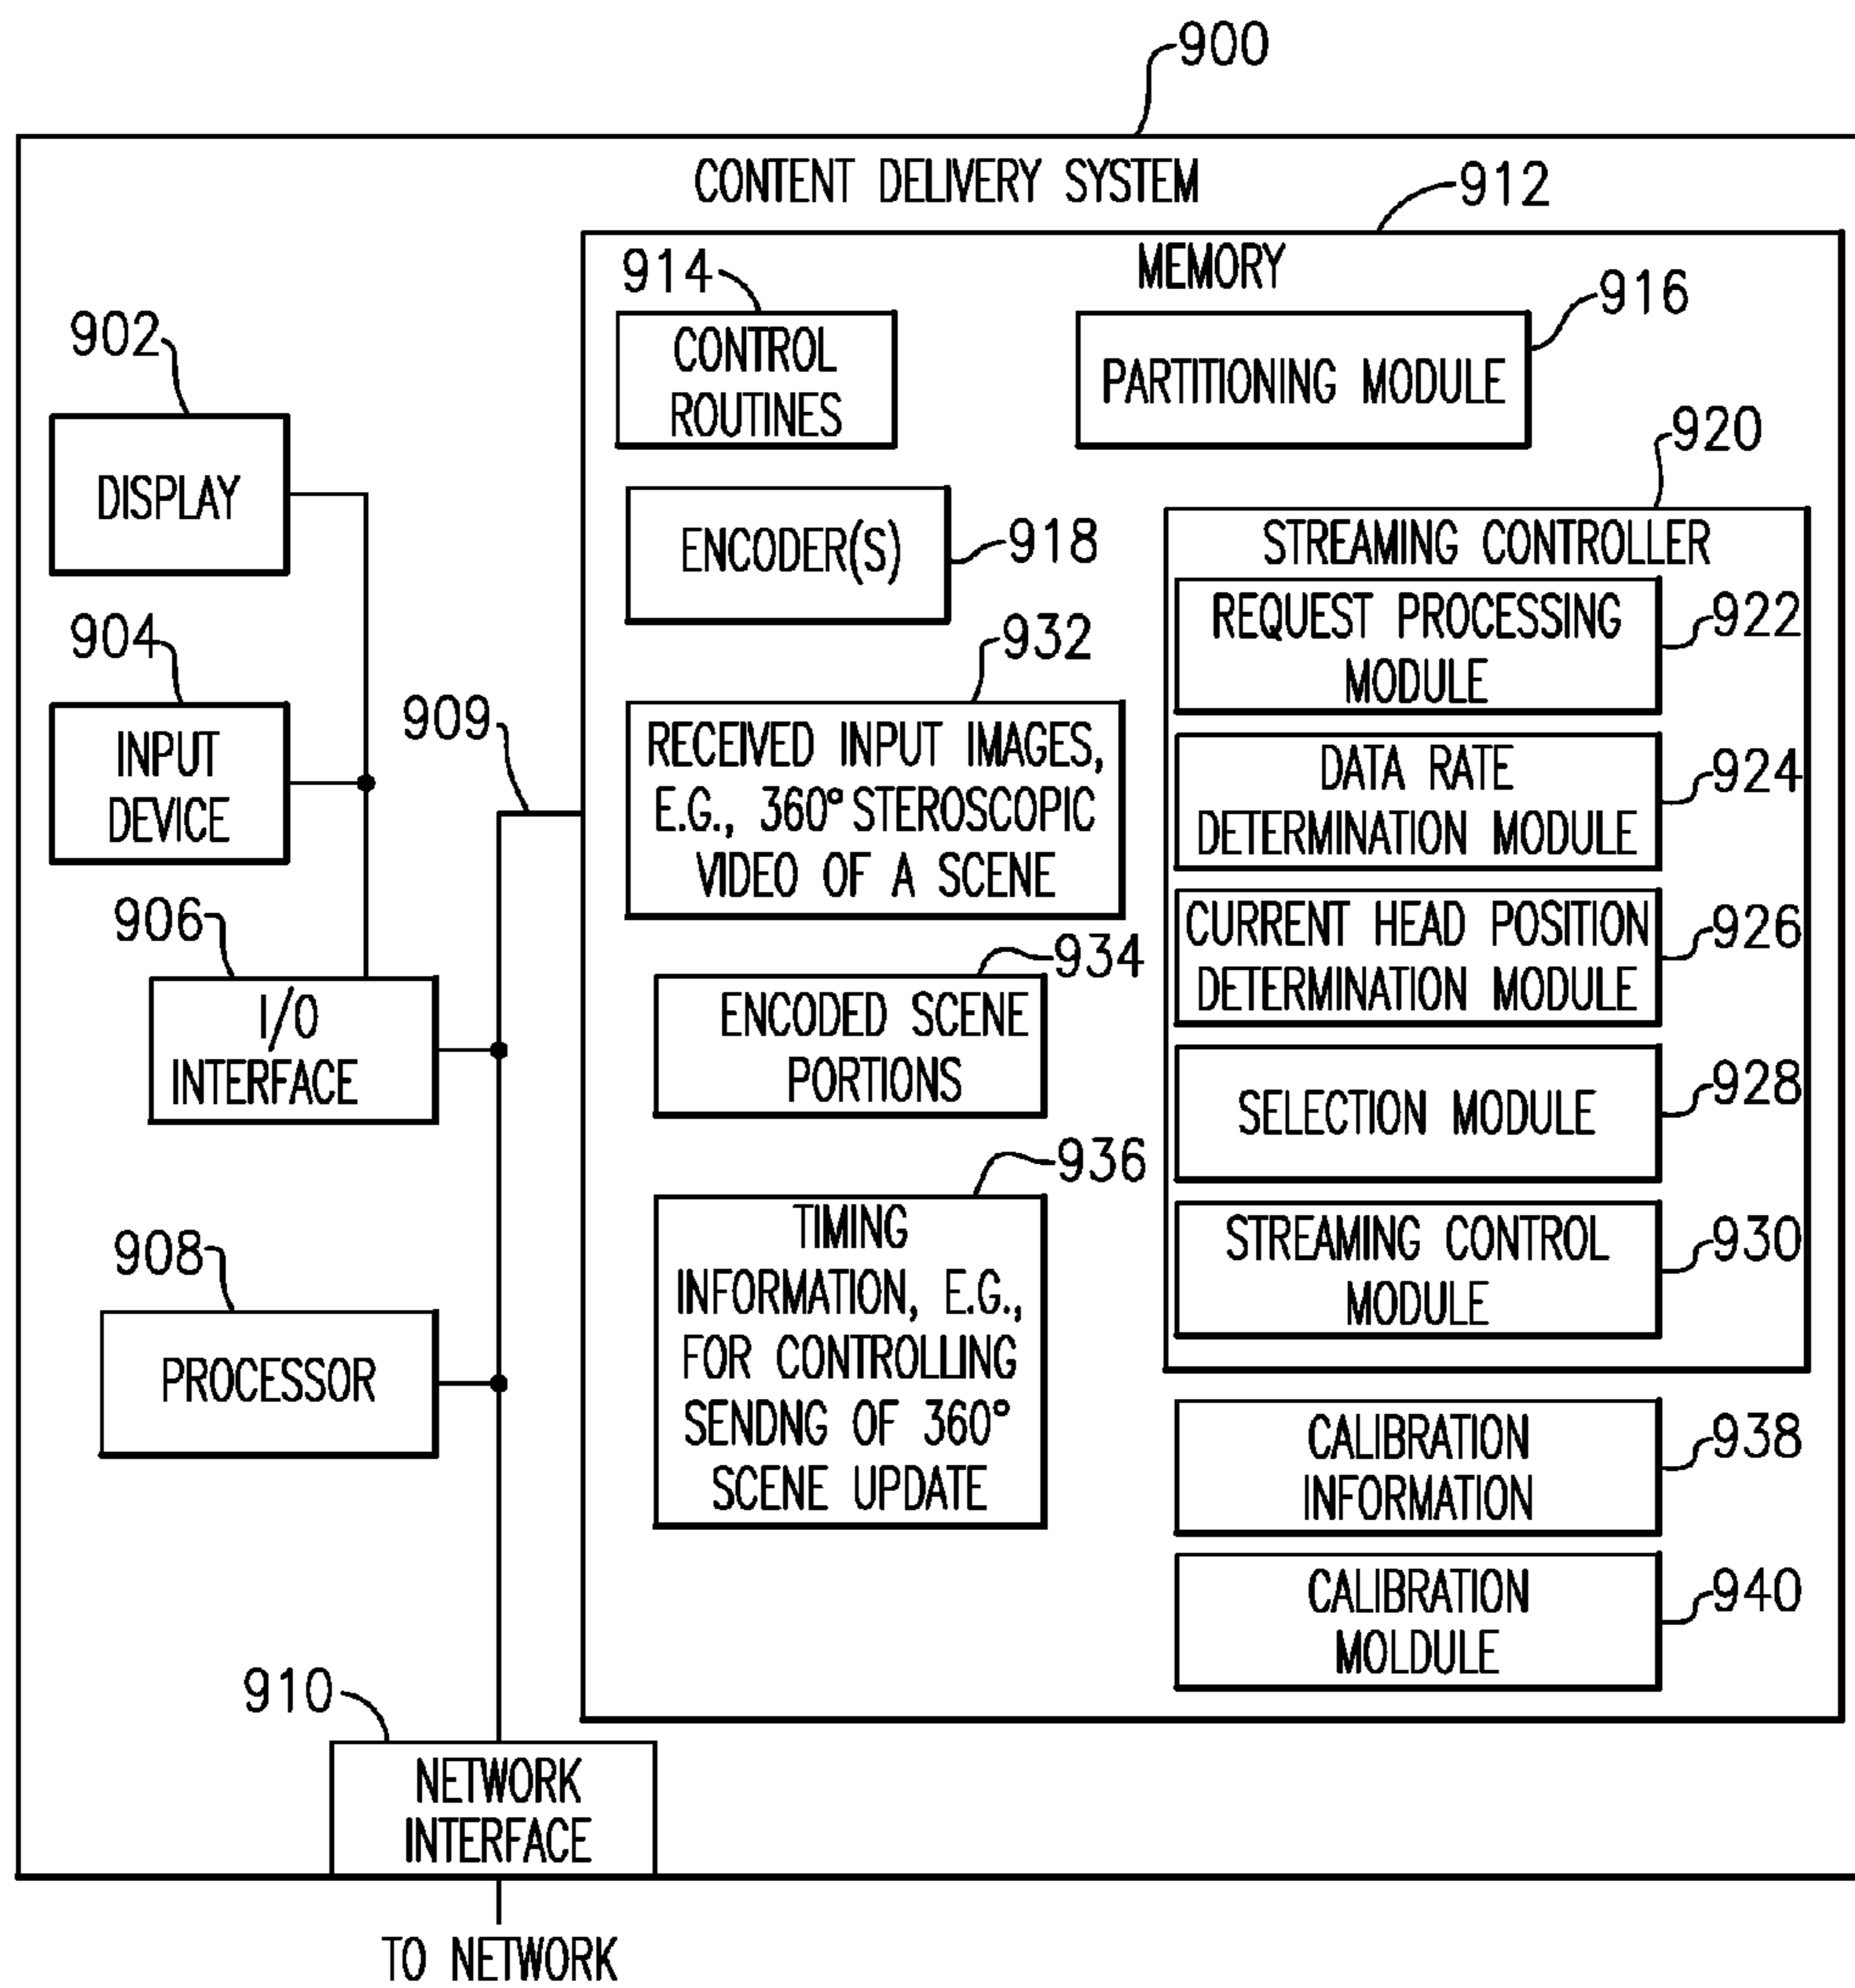 900
CONTENT DELIVERY SYSTEM
912
MEMORY
914
CONTROL
ROUTINES
916
PARTITIONING MODULE
902
DISPLAY
904
INPUT
DEVICE
906
I/O
INTERFACE
908
PROCESSOR
909
910
NETWORK
INTERFACE
TO NETWORK
ENCODER(S)
918
932
RECEIVED INPUT IMAGES,
E.G., 360° STEROSCOPIC
VIDEO OF A SCENE
934
ENCODED SCENE
PORTIONS
936
TIMING
INFORMATION, E.G.,
FOR CONTROLLING
SENDNG OF 360°
SCENE UPDATE
920
STREAMING CONTROLLER
REQUEST PROCESSING
MODULE
922
DATA RATE
DETERMINATION MODULE
924
CURRENT HEAD POSITION
DETERMINATION MODULE
926
SELECTION MODULE
928
STREAMING CONTROL
MODULE
930
CALIBRATION
INFORMATION
938
CALIBRATION
MOLDULE
940